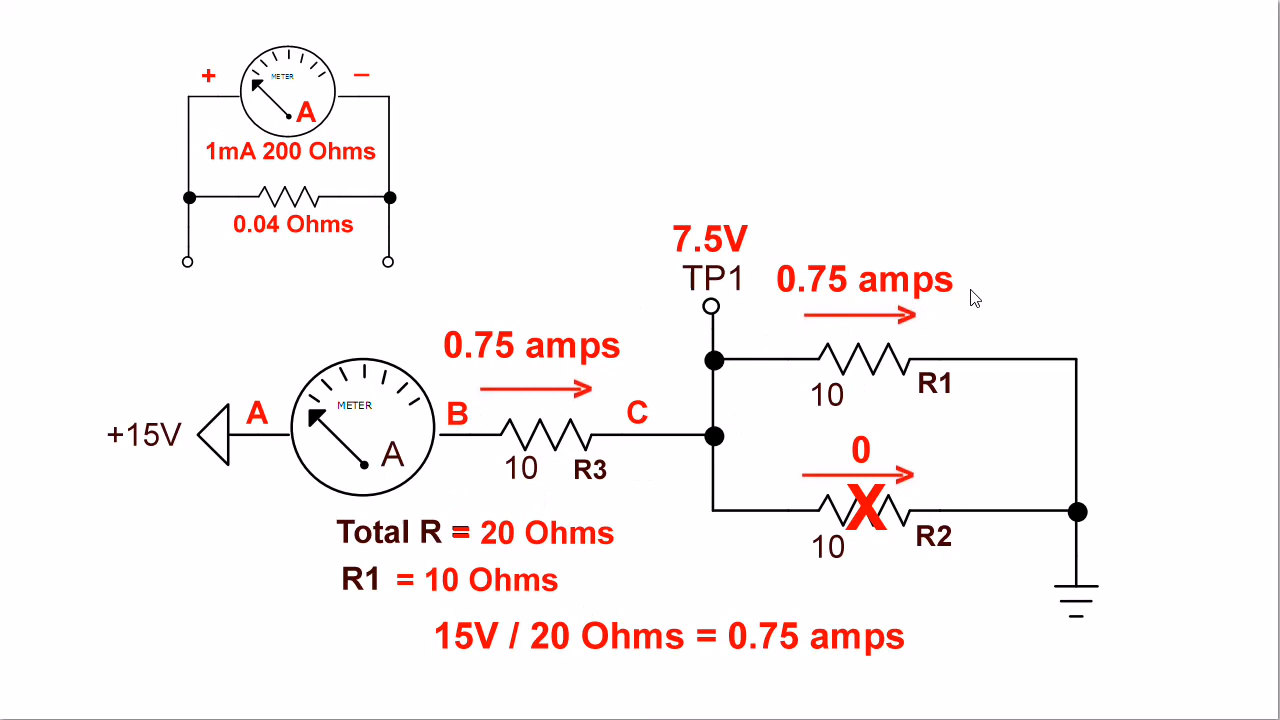 + −
METER
A
1mA 200 Ohms
0.04 Ohms
7.5V
TP1
0.75 amps
0.75 amps
+15V
A
METER
A
B
C
10
R3
10
R1
0
X
10
R2
Total R = 20 Ohms
R1 = 10 Ohms
15V / 20 Ohms = 0.75 amps